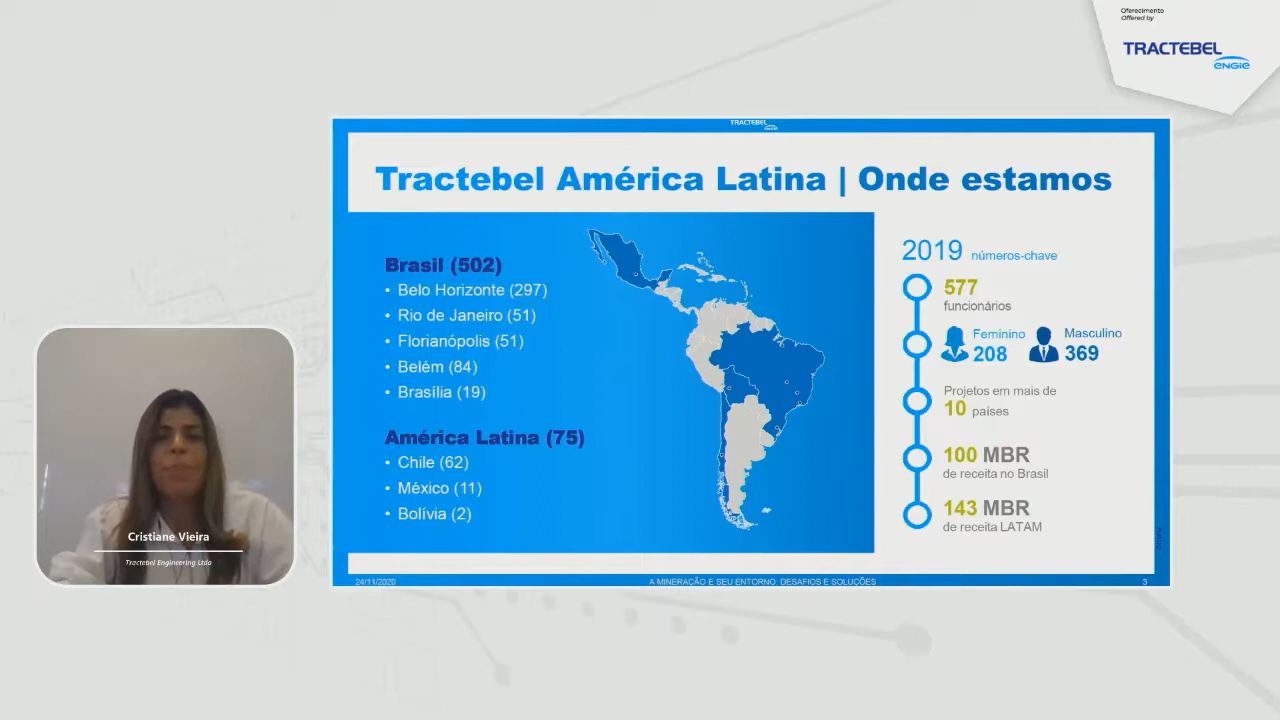 Oferecimento
Offered by
TRACTEBEL
ENGIE
TRACTEBEL
ENGIE
Tractebel América Latina | Onde estamos
Brasil (502)
• Belo Horizonte (297)
• Rio de Janeiro (51)
• Florianópolis (51)
• Belém (84)
• Brasília (19)
América Latina (75)
• Chile (62)
• México (11)
• Bolívia (2)
2019 números-chave
577
funcionários
Feminino
208
Masculino
369
Projetos em mais de
10 países
100 MBR
de receita no Brasil
143 MBR
de receita LATAM
24/11/2020
A MINERAÇÃO E SEU ENTORNO: DESAFIOS E SOLUÇÕES
3
Cristiane Vieira
Tractebel Engineering Ltda